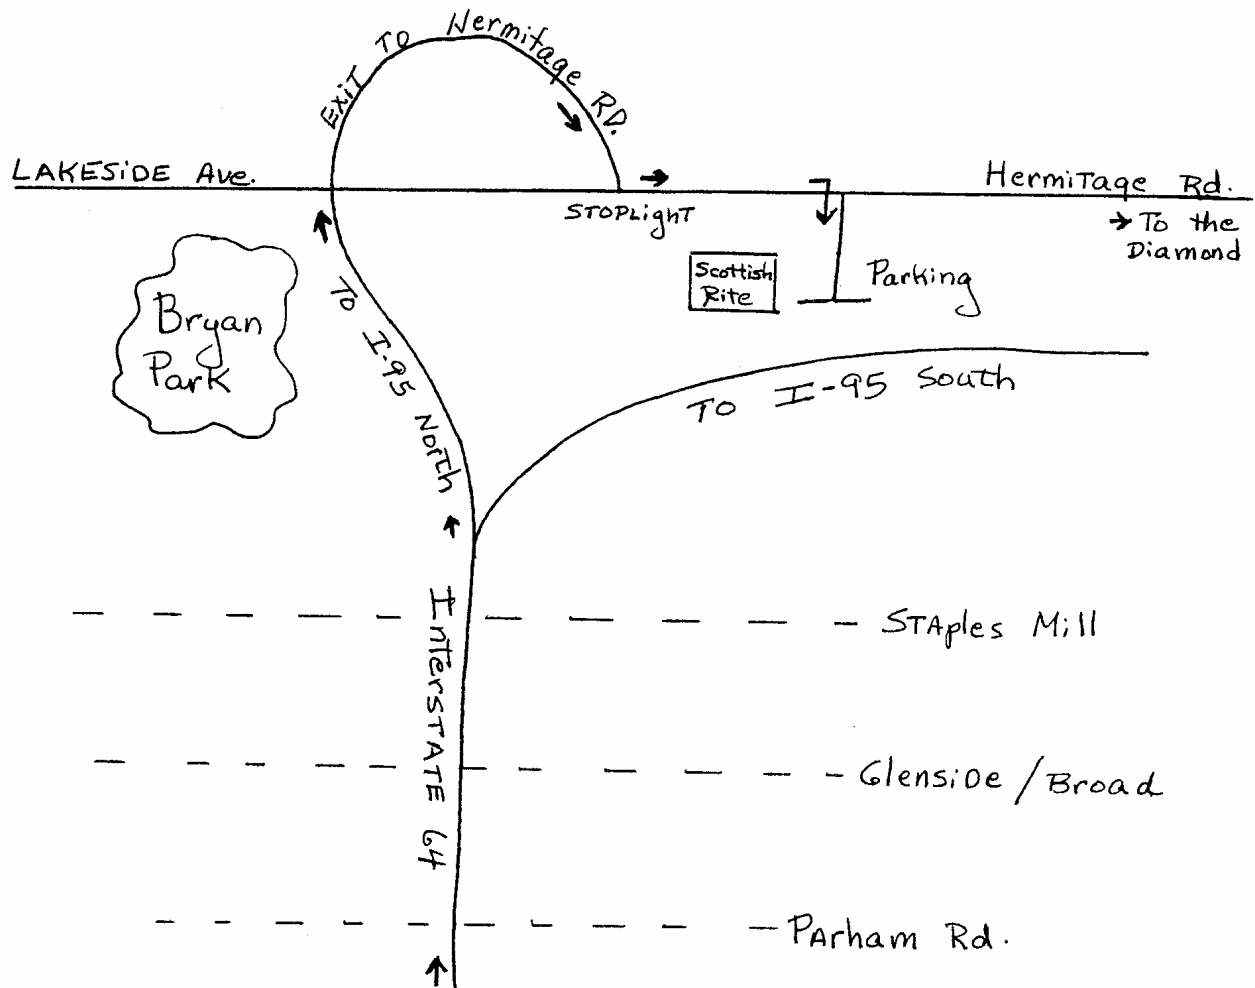 EXiT TO Hermitage RD.
LAKESiDE Ave.
HermiTage Rd.
STOPLighT
→ To the
Diamond
Scottish
Rite
Parking
Bryan
Park
TO I-95 NorTh
TO I-95 South
InTerSTATE 64
STAples Mill
GlensiDe / Broad
PArham Rd.